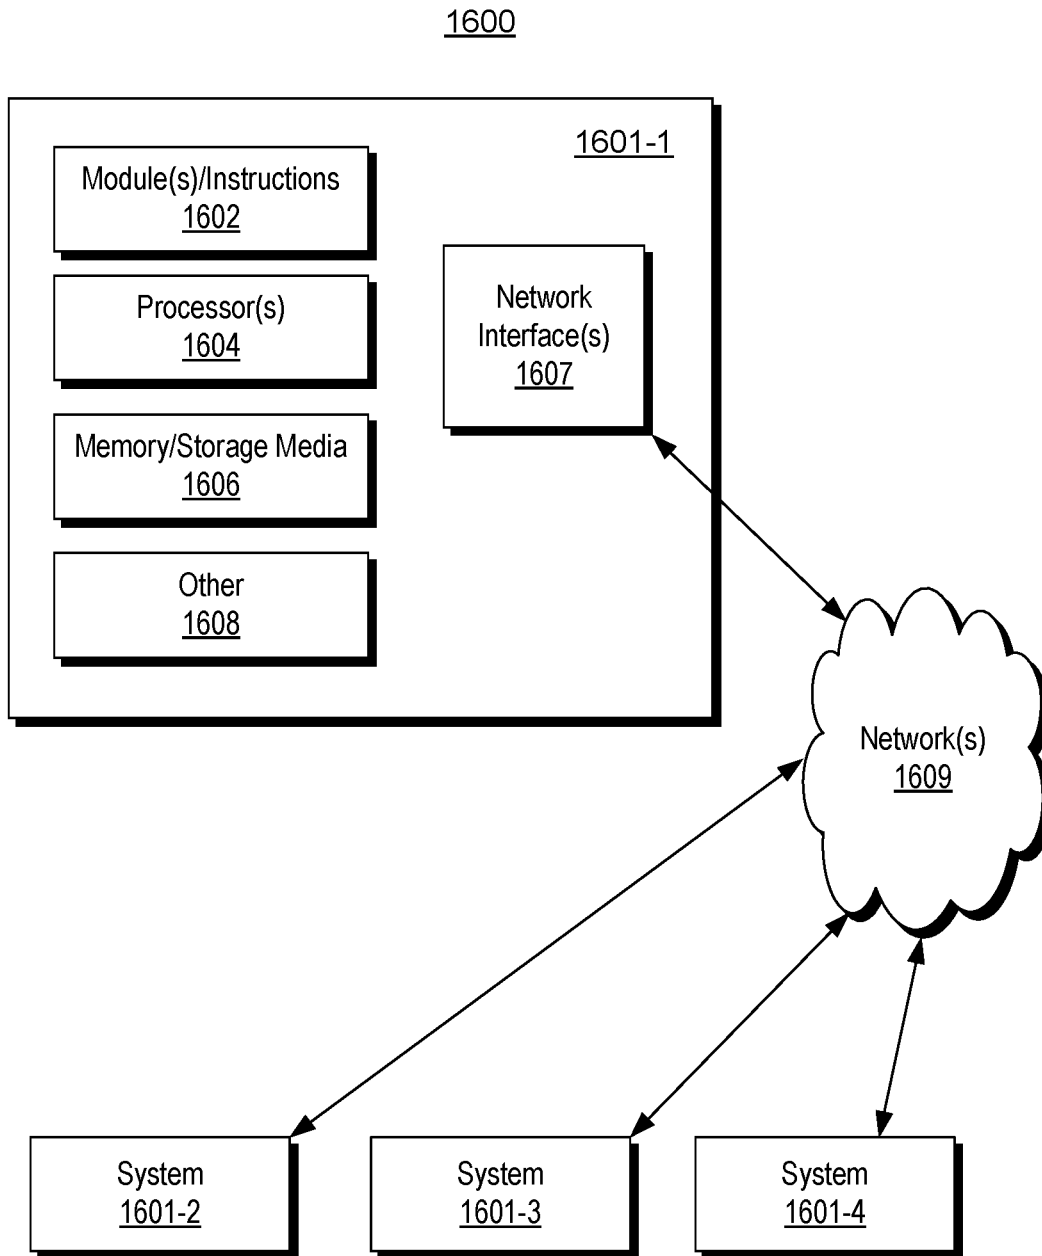 1600
1601-1
Module(s)/Instructions
1602
Processor(s)
1604
Network
Interface(s)
1607
Memory/Storage Media
1606
Other
1608
Network(s)
1609
System
1601-2
System
1601-3
System
1601-4